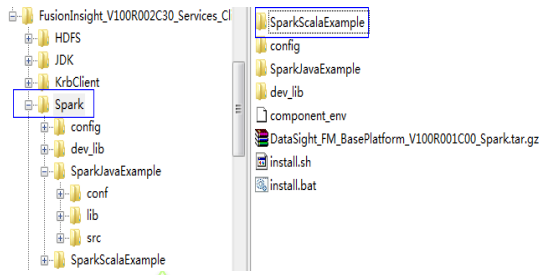 FusionInsight_V100R002C30_Services_Cl
HDFS
JDK
KrbClient
Spark
config
dev_lib
SparkJavaExample
conf
lib
src
SparkScalaExample
SparkScalaExample
config
SparkJavaExample
dev_lib
component_env
DataSight_FM_BasePlatform_V100R001C00_Spark.tar.gz
install.sh
install.bat